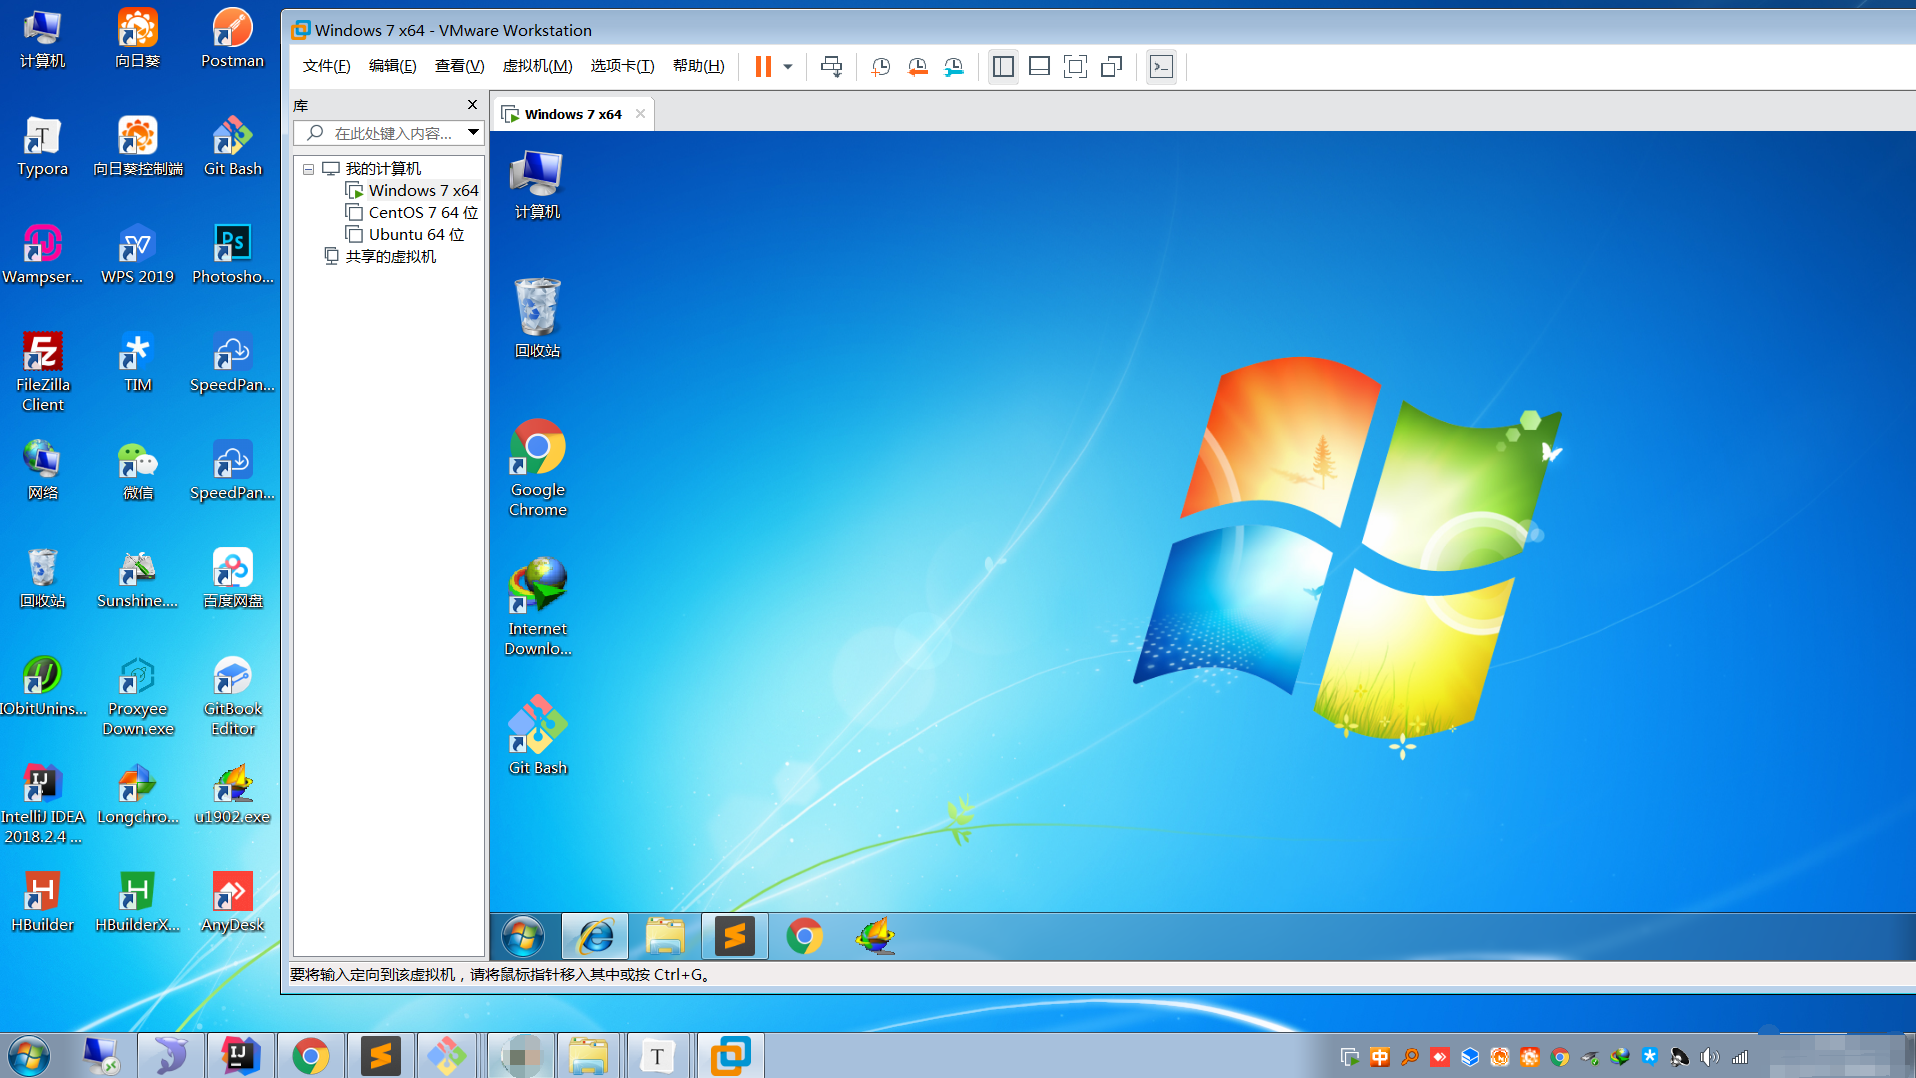 计算机
向日葵
Postman
Typora
向日葵控制端
Git Bash
Wampser...
WPS 2019
Photosho...
FileZilla
Client
TIM
SpeedPan...
网络
微信
SpeedPan...
回收站
Sunshine....
百度网盘
IObitUnins...
Proxyee
Down.exe
GitBook
Editor
IntelliJ IDEA
2018.2.4 ...
Longchro...
u1902.exe
HBuilder
HBuilderX...
AnyDesk
Windows 7 x64 - VMware Workstation
文件(F) 编辑(E) 查看(V) 虚拟机(M) 选项卡(T) 帮助(H)
库
在此处键入内容...
我的计算机
Windows 7 x64
CentOS 7 64 位
Ubuntu 64 位
共享的虚拟机
Windows 7 x64
计算机
回收站
Google
Chrome
Internet
Downlo...
Git Bash
要将输入定向到该虚拟机，请将鼠标指针移入其中或按 Ctrl+G。
中